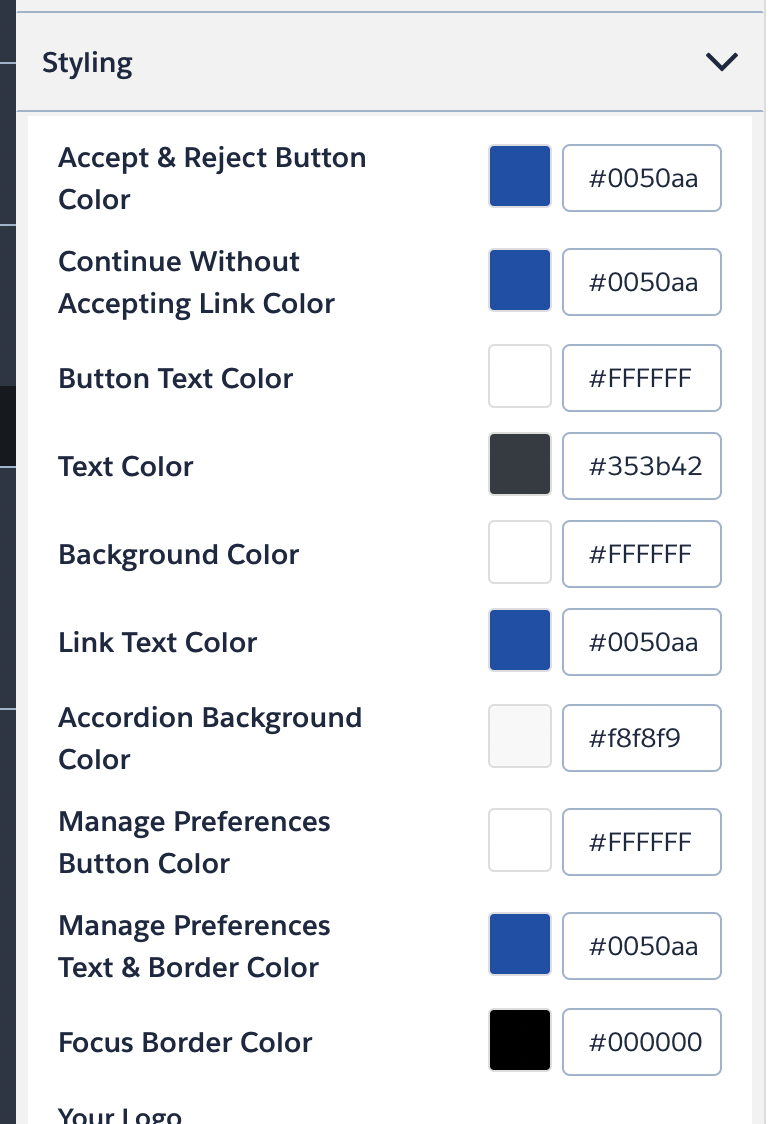 Styling
Accept & Reject Button
Color
#0050aa
Continue Without
Accepting Link Color
#0050aa
Button Text Color
#FFFFFF
Text Color
#353b42
Background Color
#FFFFFF
Link Text Color
#0050aa
Accordion Background
Color
#f8f8f9
Manage Preferences
Button Color
#FFFFFF
Manage Preferences
Text & Border Color
#0050aa
Focus Border Color
#000000
Your Logo